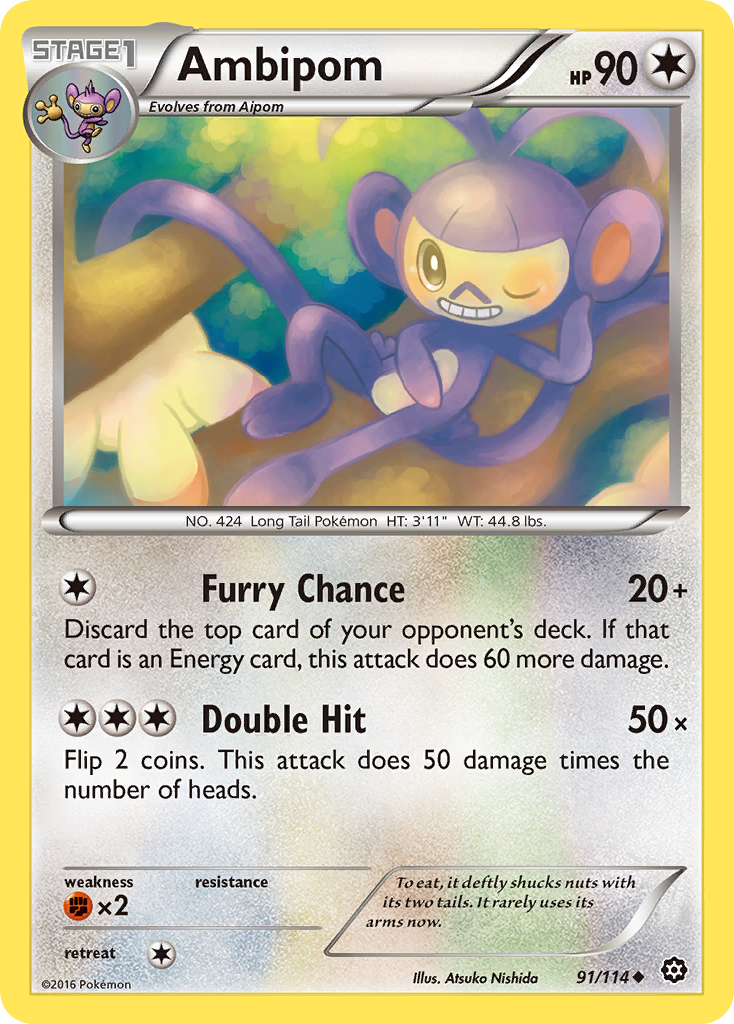 STAGE1
Ambipom
HP 90
Evolves from Aipom
NO. 424 Long Tail Pokémon HT: 3'11" WT: 44.8 lbs.
Furry Chance 20+
Discard the top card of your opponent's deck. If that
card is an Energy card, this attack does 60 more damage.
Double Hit 50×
Flip 2 coins. This attack does 50 damage times the
number of heads.
weakness resistance
×2
To eat, it deftly shucks nuts with
its two tails. It rarely uses its
arms now.
retreat
©2016 Pokémon
Illus. Atsuko Nishida 91/114